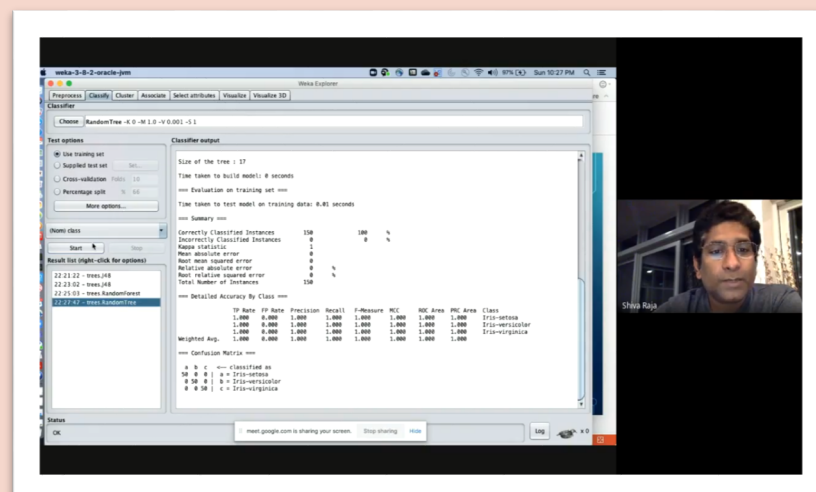 weka-3-8-2-oracle-jvm
97%
Sun 10:27 PM
Weka Explorer
Preprocess Classify Cluster Associate Select attributes Visualize Visualize 3D
Classifier
Choose RandomTree -K 0 -M 1.0 -V 0.001 -S 1
Test options
Use training set
Supplied test set Set...
Cross-validation Folds 10
Percentage split % 66
More options...
(Nom) class
Start Stop
Result list (right-click for options)
22:21:22 - trees.J48
22:23:02 - trees.J48
22:25:03 - trees.RandomForest
22:27:47 - trees.RandomTree
Classifier output
Size of the tree : 17
Time taken to build model: 0 seconds
=== Evaluation on training set ===
Time taken to test model on training data: 0.01 seconds
=== Summary ===
Correctly Classified Instances 150 100 %
Incorrectly Classified Instances 0 0 %
Kappa statistic 1
Mean absolute error 0
Root mean squared error 0
Relative absolute error 0 %
Root relative squared error 0 %
Total Number of Instances 150
=== Detailed Accuracy By Class ===
TP Rate FP Rate Precision Recall F-Measure MCC ROC Area PRC Area Class
1.000 0.000 1.000 1.000 1.000 1.000 1.000 1.000 Iris-setosa
1.000 0.000 1.000 1.000 1.000 1.000 1.000 1.000 Iris-versicolor
1.000 0.000 1.000 1.000 1.000 1.000 1.000 1.000 Iris-virginica
Weighted Avg. 1.000 0.000 1.000 1.000 1.000 1.000 1.000 1.000
=== Confusion Matrix ===
a b c <-- classified as
50 0 0 | a = Iris-setosa
0 50 0 | b = Iris-versicolor
0 0 50 | c = Iris-virginica
Status
OK
meet.google.com is sharing your screen. Stop sharing Hide
Log x 0
Shiva Raja